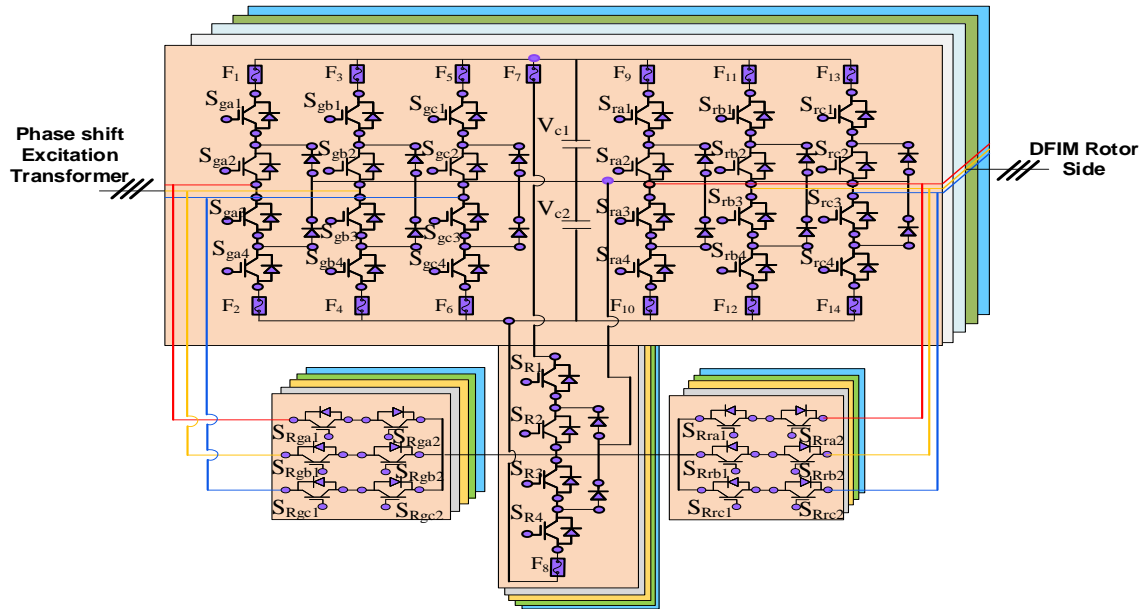 F1 F3 F5 F7 F9 F11 F13
Sga1 Sgb1 Sgc1 Sra1 Srb1 Src1
Vc1
Phase shift
Excitation
Transformer
DFIM Rotor
Side
Sga2 Sgb2 Sgc2 Sra2 Srb2 Src2
Vc2
Sga3 Sgb3 Sgc3 Sra3 Srb3 Src3
Sga4 Sgb4 Sgc4 Sra4 Srb4 Src4
F2 F4 F6 F10 F12 F14
SR1
SR2
SR3
SR4
F8
SRga1 SRga2
SRgb1 SRgb2
SRgc1 SRgc2
SRra1 SRra2
SRrb1 SRrb2
SRrc1 SRrc2